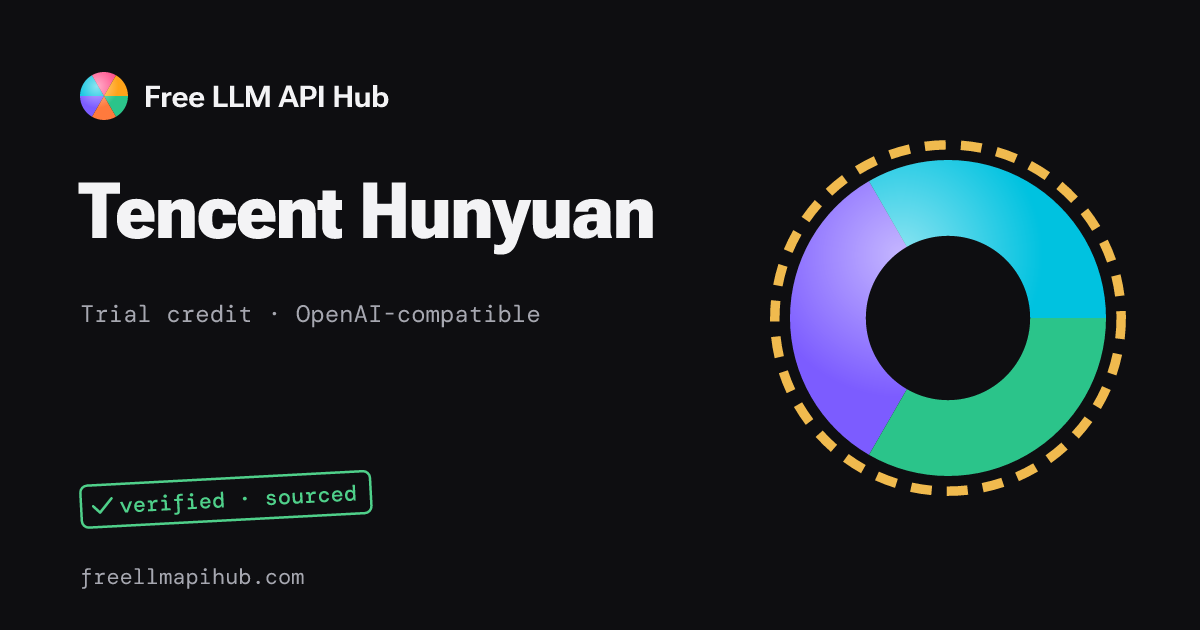 Free LLM API Hub
Tencent Hunyuan
Trial credit · OpenAI-compatible
verified · sourced
freellmapihub.com